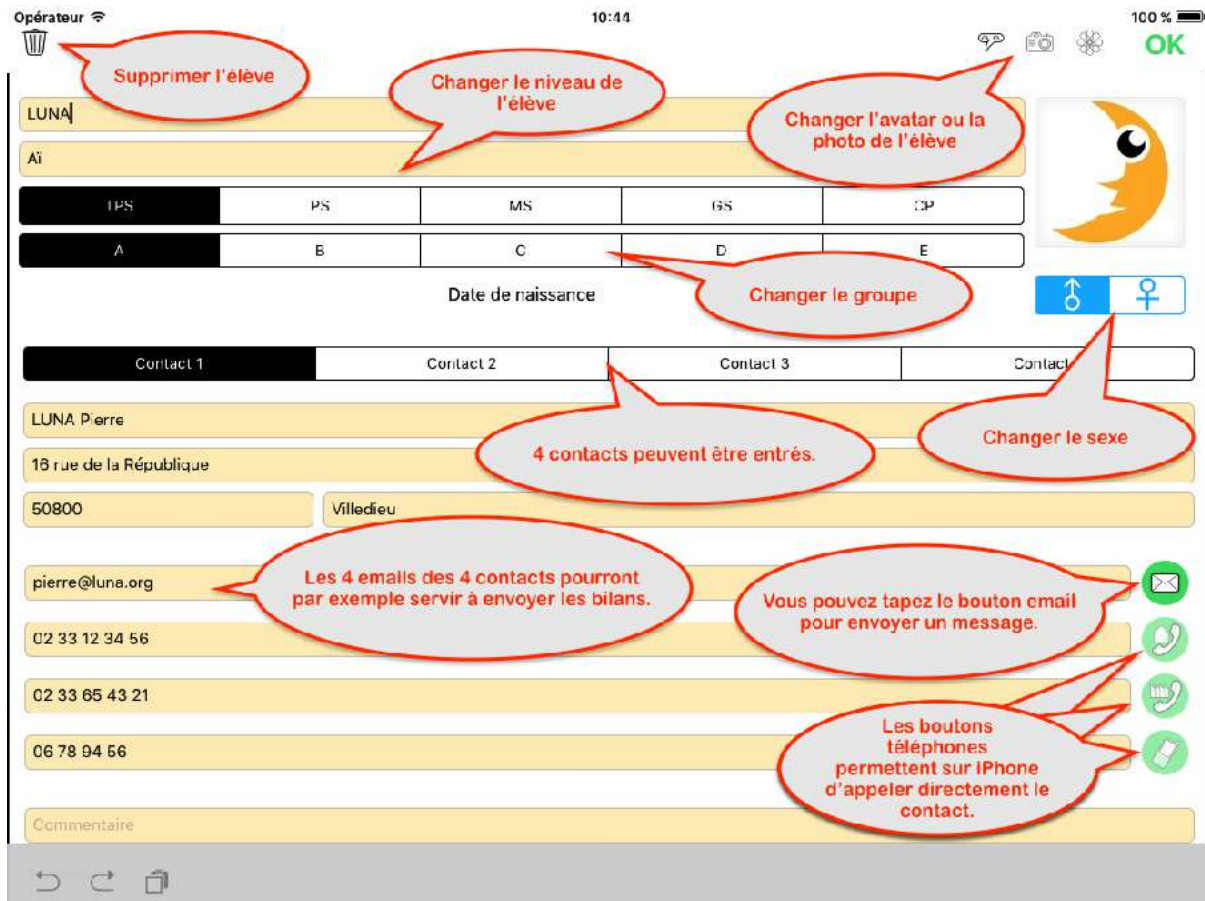 Opérateur 10:44 100 %
OK
Supprimer l'élève
Changer le niveau de
l'élève
Changer l'avatar ou la
photo de l'élève
LUNA
Aï
TPS PS MS GS CP
A B C D E
Changer le groupe
Date de naissance
Contact 1 Contact 2 Contact 3 Contact
Changer le sexe
LUNA Pierre
4 contacts peuvent être entrés.
16 rue de la République
50800 Villedieu
Les 4 emails des 4 contacts pourront
par exemple servir à envoyer les bilans.
pierre@luna.org
Vous pouvez tapez le bouton email
pour envoyer un message.
02 33 12 34 56
02 33 65 43 21
Les boutons
téléphones
permettent sur iPhone
d'appeler directement le
contact.
06 78 94 56
Commentaire